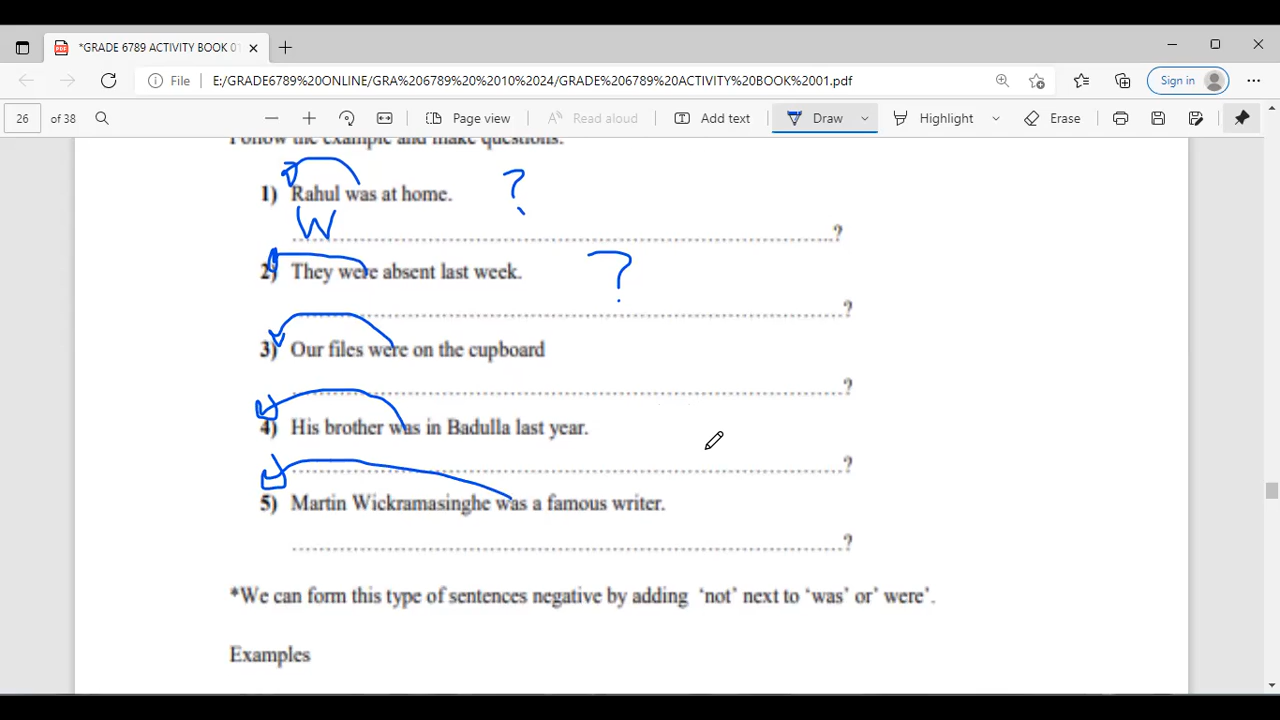 *GRADE 6789 ACTIVITY BOOK 01
File E:/GRADE6789%20ONLINE/GRA%206789%20%2010%2024/GRADE%206789%20ACTIVITY%20BOOK%2001.pdf Sign in
26 of 38 Page view Read aloud Add text Draw Highlight Erase
Follow the example and make questions.
1) Rahul was at home. ?
W ?
2) They were absent last week. ?
?
3) Our files were on the cupboard
?
4) His brother was in Badulla last year.
?
5) Martin Wickramasinghe was a famous writer.
?
*We can form this type of sentences negative by adding ‘not’ next to ‘was’ or’ were’.
Examples